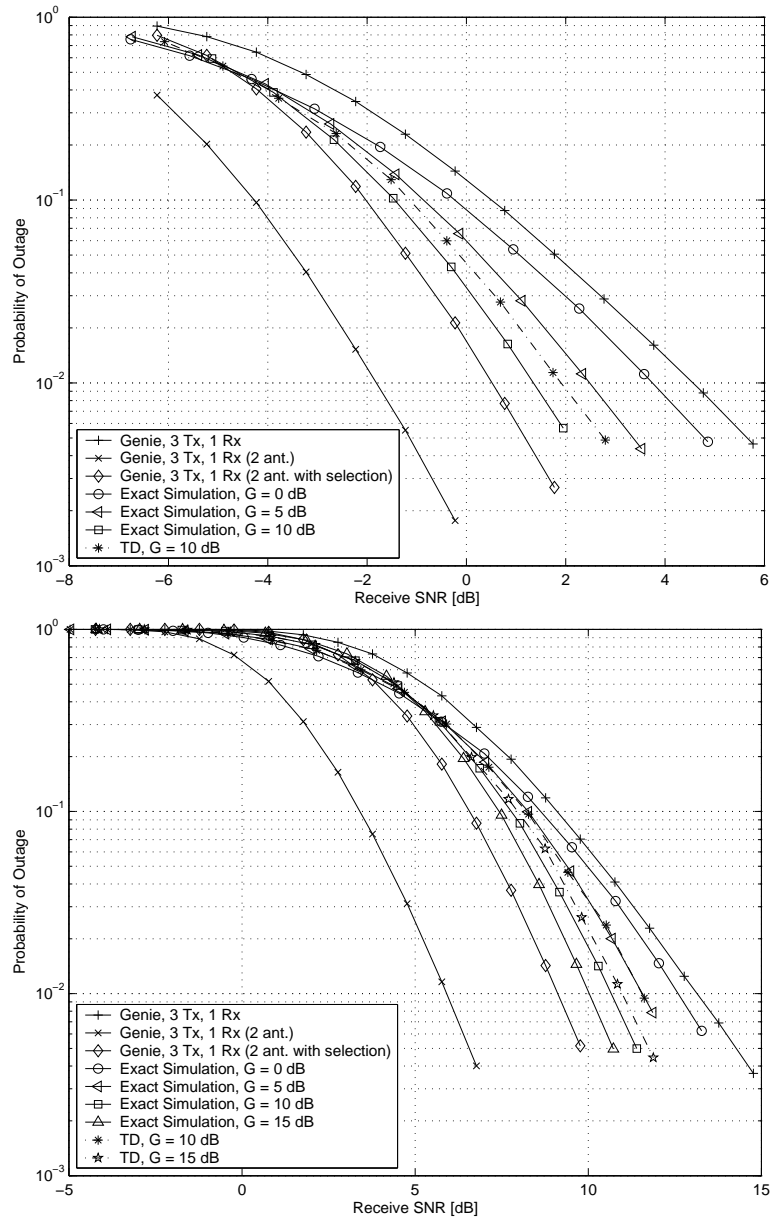 10^0
10^-1
10^-2
10^-3
Probability of Outage
Genie, 3 Tx, 1 Rx
Genie, 3 Tx, 1 Rx (2 ant.)
Genie, 3 Tx, 1 Rx (2 ant. with selection)
Exact Simulation, G = 0 dB
Exact Simulation, G = 5 dB
Exact Simulation, G = 10 dB
TD, G = 10 dB
−8 −6 −4 −2 0 2 4 6
Receive SNR [dB]
10^0
10^-1
10^-2
10^-3
Probability of Outage
Genie, 3 Tx, 1 Rx
Genie, 3 Tx, 1 Rx (2 ant.)
Genie, 3 Tx, 1 Rx (2 ant. with selection)
Exact Simulation, G = 0 dB
Exact Simulation, G = 5 dB
Exact Simulation, G = 10 dB
Exact Simulation, G = 15 dB
TD, G = 10 dB
TD, G = 15 dB
−5 0 5 10 15
Receive SNR [dB]